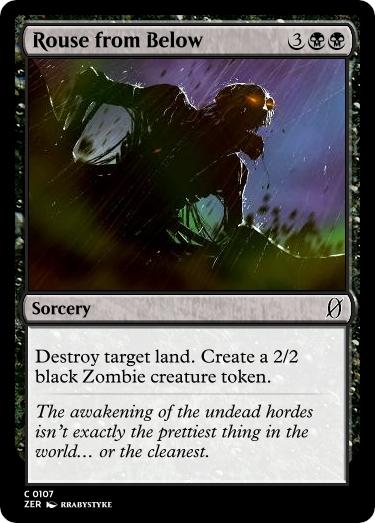 Rouse from Below 3
Sorcery
Destroy target land. Create a 2/2
black Zombie creature token.
The awakening of the undead hordes
isn't exactly the prettiest thing in the
world… or the cleanest.
C 0107
ZER RRABYSTYKE